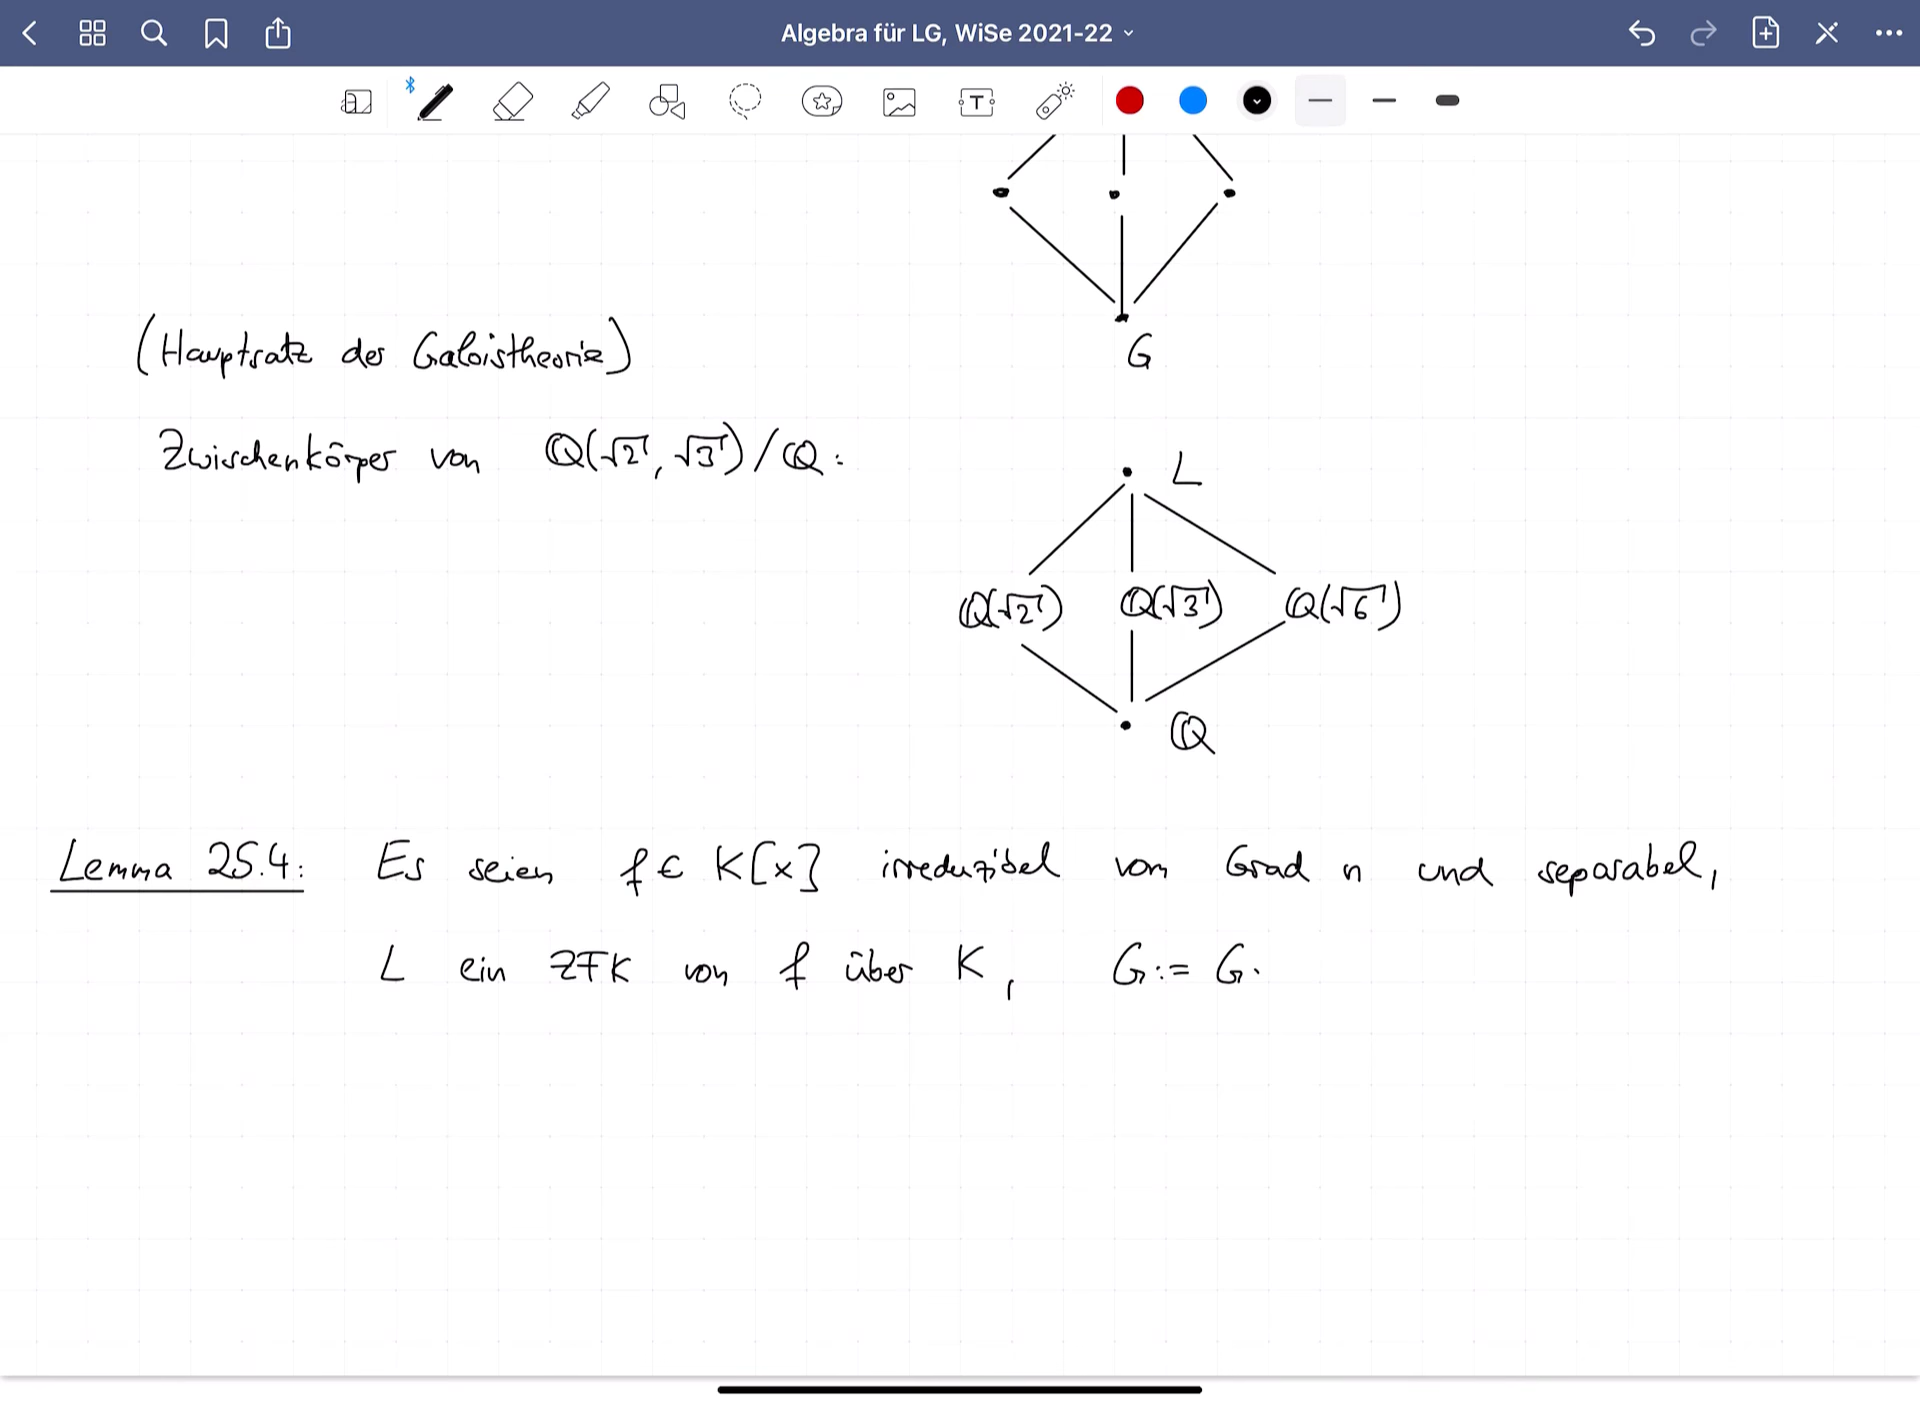 Algebra für LG, WiSe 2021-22
G
(Hauptsatz der Galoistheorie)
Zwischenkörper von ℚ(√2, √3)/ℚ:
L
ℚ(√2) ℚ(√3) ℚ(√6)
ℚ
Lemma 25.4: Es seien f ∈ K[x] irreduzibel vom Grad n und separabel,
L ein ZFK von f über K, G := G